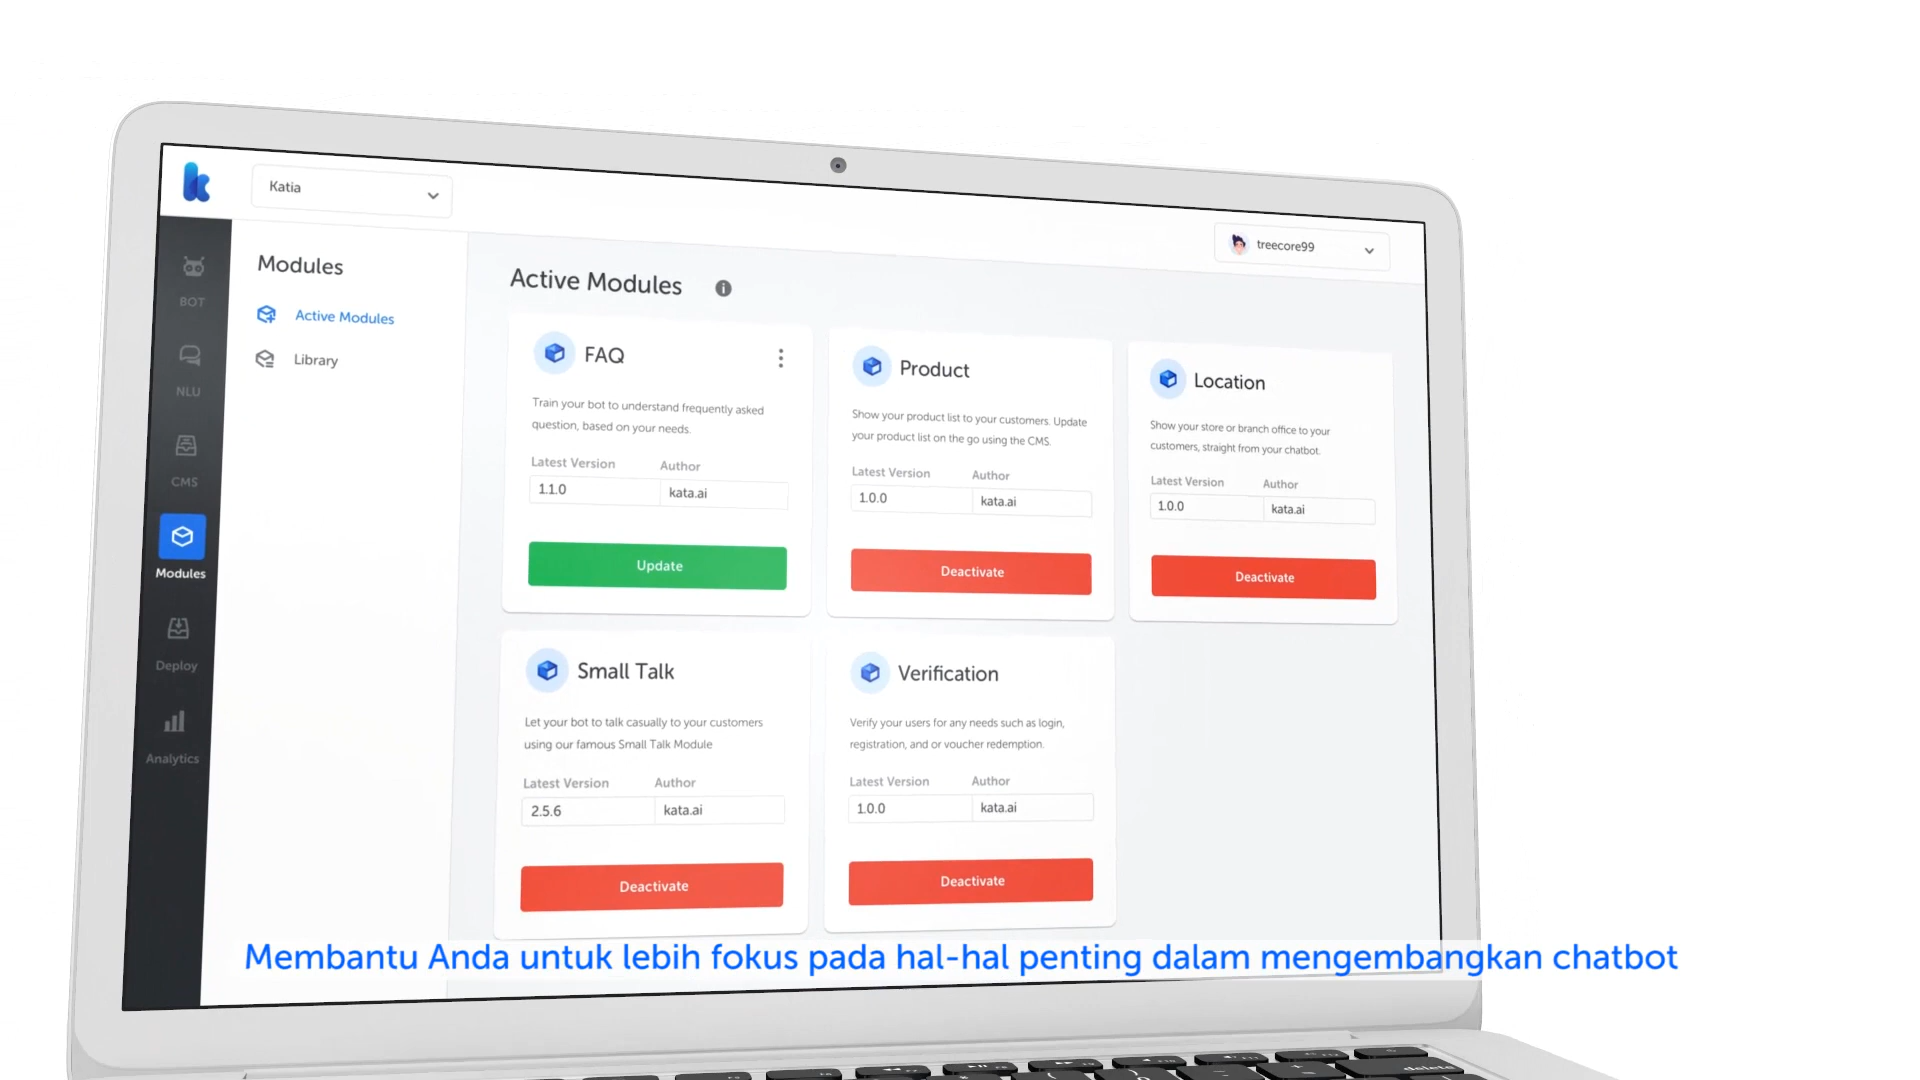 Katia
treecore99
BOT
NLU
CMS
Modules
Deploy
Analytics
Modules
Active Modules
Library
Active Modules
FAQ
Train your bot to understand frequently asked
question, based on your needs.
Latest Version Author
1.1.0 kata.ai
Update
Product
Show your product list to your customers. Update
your product list on the go using the CMS.
Latest Version Author
1.0.0 kata.ai
Deactivate
Location
Show your store or branch office to your
customers, straight from your chatbot.
Latest Version Author
1.0.0 kata.ai
Deactivate
Small Talk
Let your bot to talk casually to your customers
using our famous Small Talk Module
Latest Version Author
2.5.6 kata.ai
Deactivate
Verification
Verify your users for any needs such as login,
registration, and or voucher redemption.
Latest Version Author
1.0.0 kata.ai
Deactivate
Membantu Anda untuk lebih fokus pada hal-hal penting dalam mengembangkan chatbot
delete